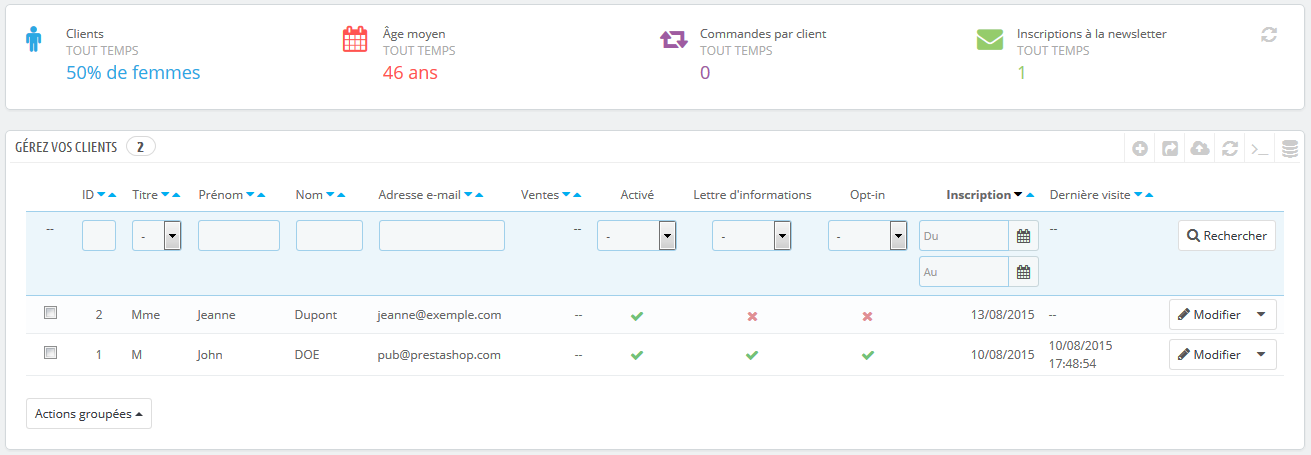 Clients Âge moyen Commandes par client Inscriptions à la newsletter
TOUT TEMPS TOUT TEMPS TOUT TEMPS TOUT TEMPS
50% de femmes 46 ans 0 1
GÉREZ VOS CLIENTS 2
ID Titre Prénom Nom Adresse e-mail Ventes Activé Lettre d'informations Opt-in Inscription Dernière visite
-- - -- - - - Du -- Rechercher
Au
2 Mme Jeanne Dupont jeanne@exemple.com -- 13/08/2015 -- Modifier
1 M John DOE pub@prestashop.com -- 10/08/2015 10/08/2015 17:48:54 Modifier
Actions groupées